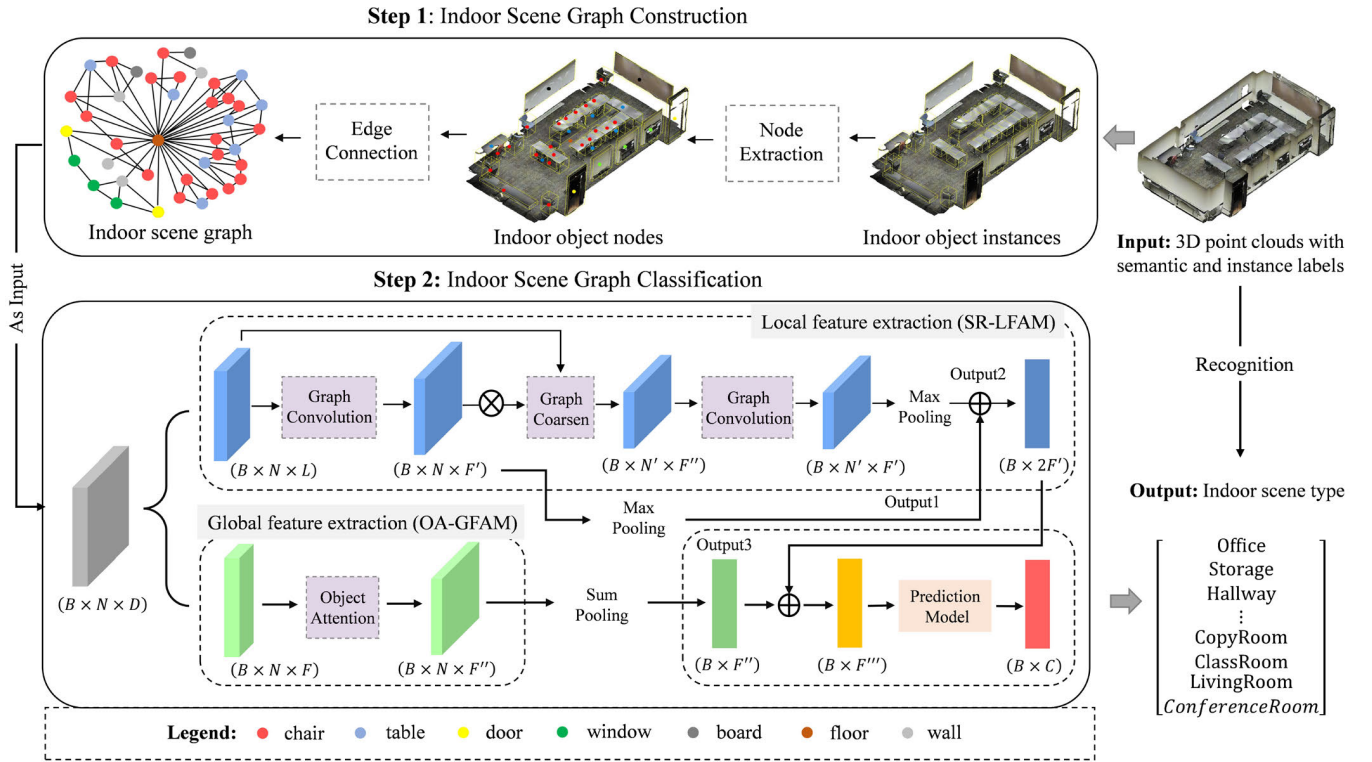 Step 1: Indoor Scene Graph Construction
Edge
Connection
Node
Extraction
Indoor scene graph
Indoor object nodes
Indoor object instances
Input: 3D point clouds with
semantic and instance labels
As Input
Step 2: Indoor Scene Graph Classification
Local feature extraction (SR-LFAM)
Graph
Convolution
Graph
Coarsen
Graph
Convolution
Max
Pooling
Output2
(B × N × L)
(B × N × F′)
(B × N′ × F′′)
(B × N′ × F′)
(B × 2F′)
Recognition
Max
Pooling
Output1
Output: Indoor scene type
Global feature extraction (OA-GFAM)
(B × N × D)
Object
Attention
Sum
Pooling
Output3
Prediction
Model
(B × N × F)
(B × N × F′′)
(B × F′′)
(B × F′′′)
(B × C)
Office
Storage
Hallway
⋮
CopyRoom
ClassRoom
LivingRoom
ConferenceRoom
Legend: chair table door window board floor wall